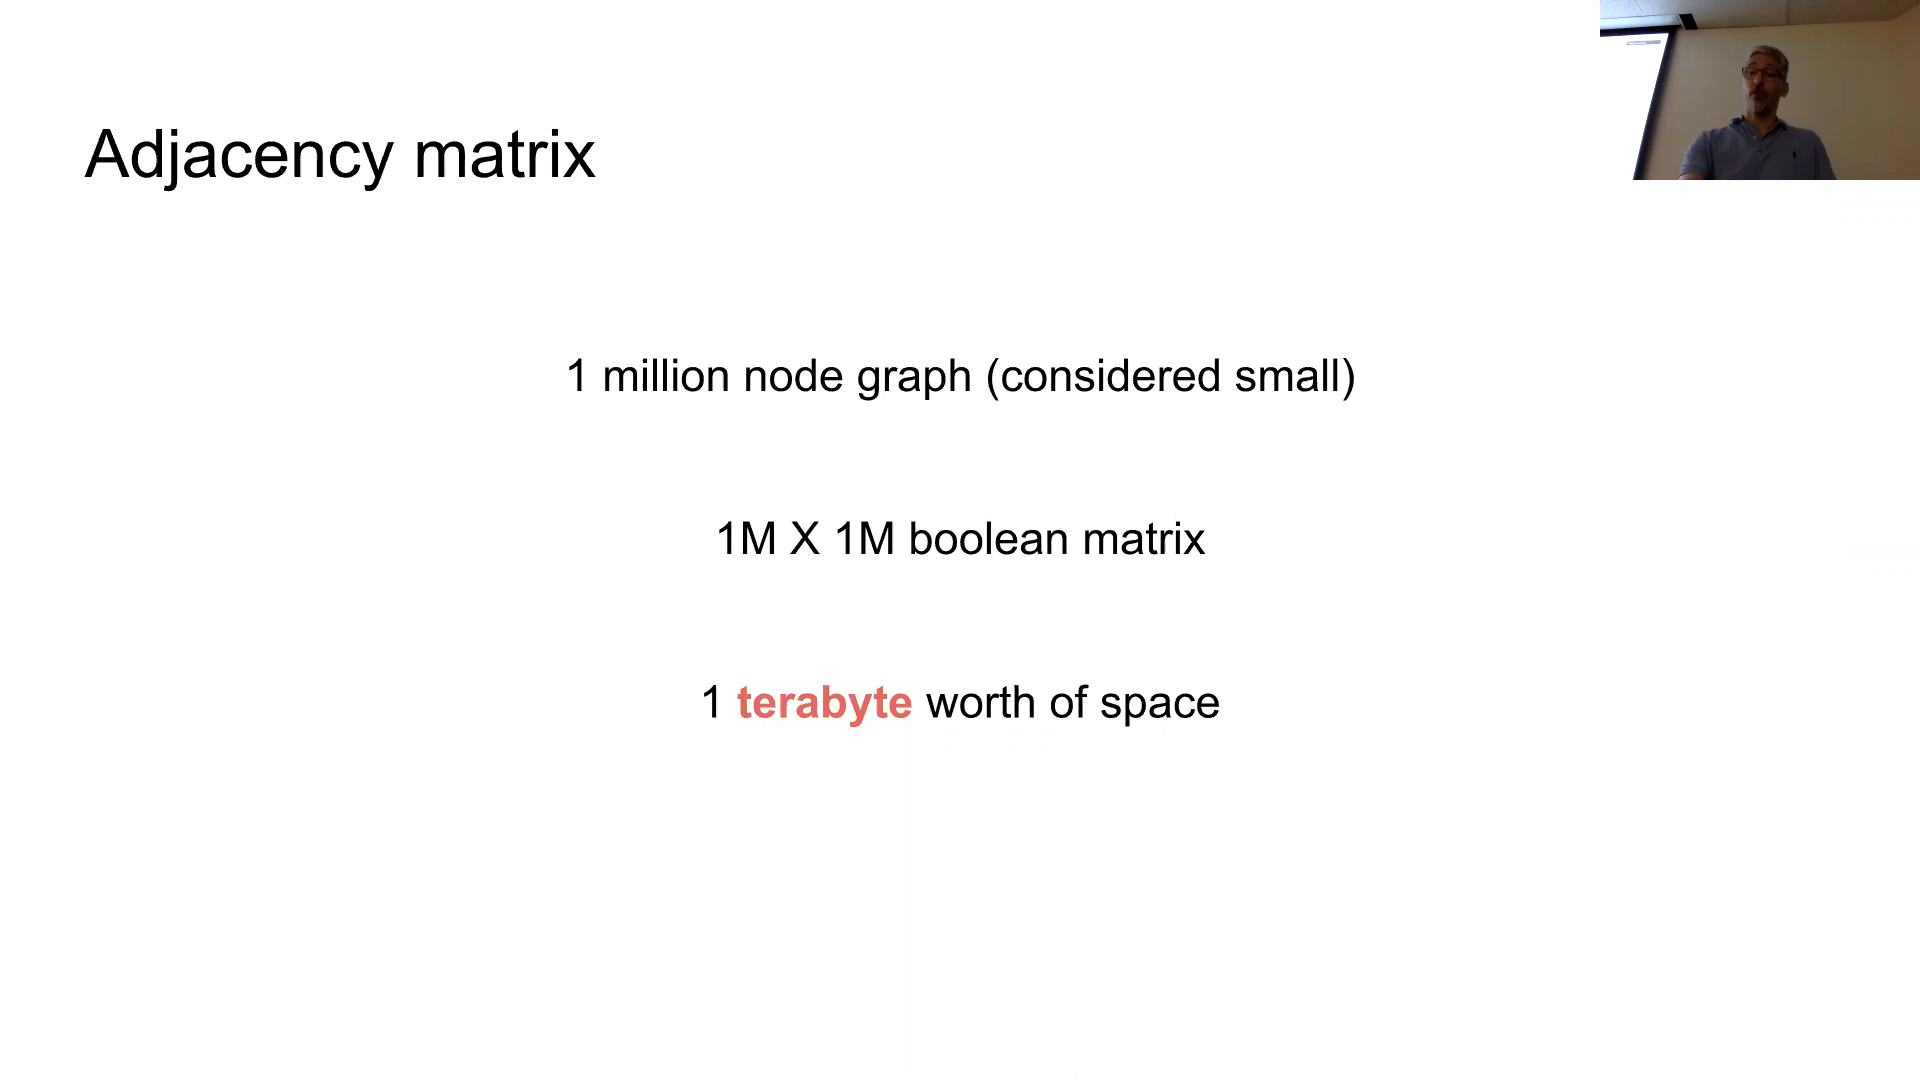 Adjacency matrix
1 million node graph (considered small)
1M X 1M boolean matrix
1 terabyte worth of space